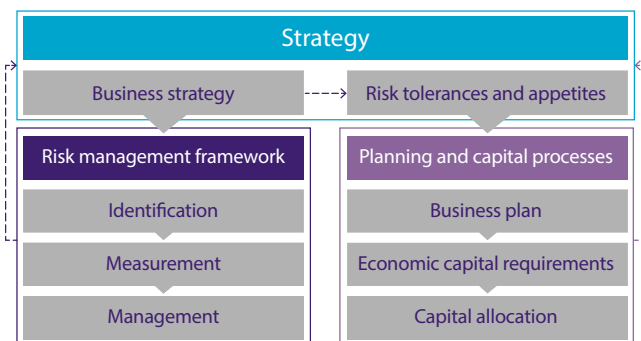 Strategy
Business strategy
Risk tolerances and appetites
Risk management framework
Planning and capital processes
Identification
Business plan
Measurement
Economic capital requirements
Management
Capital allocation